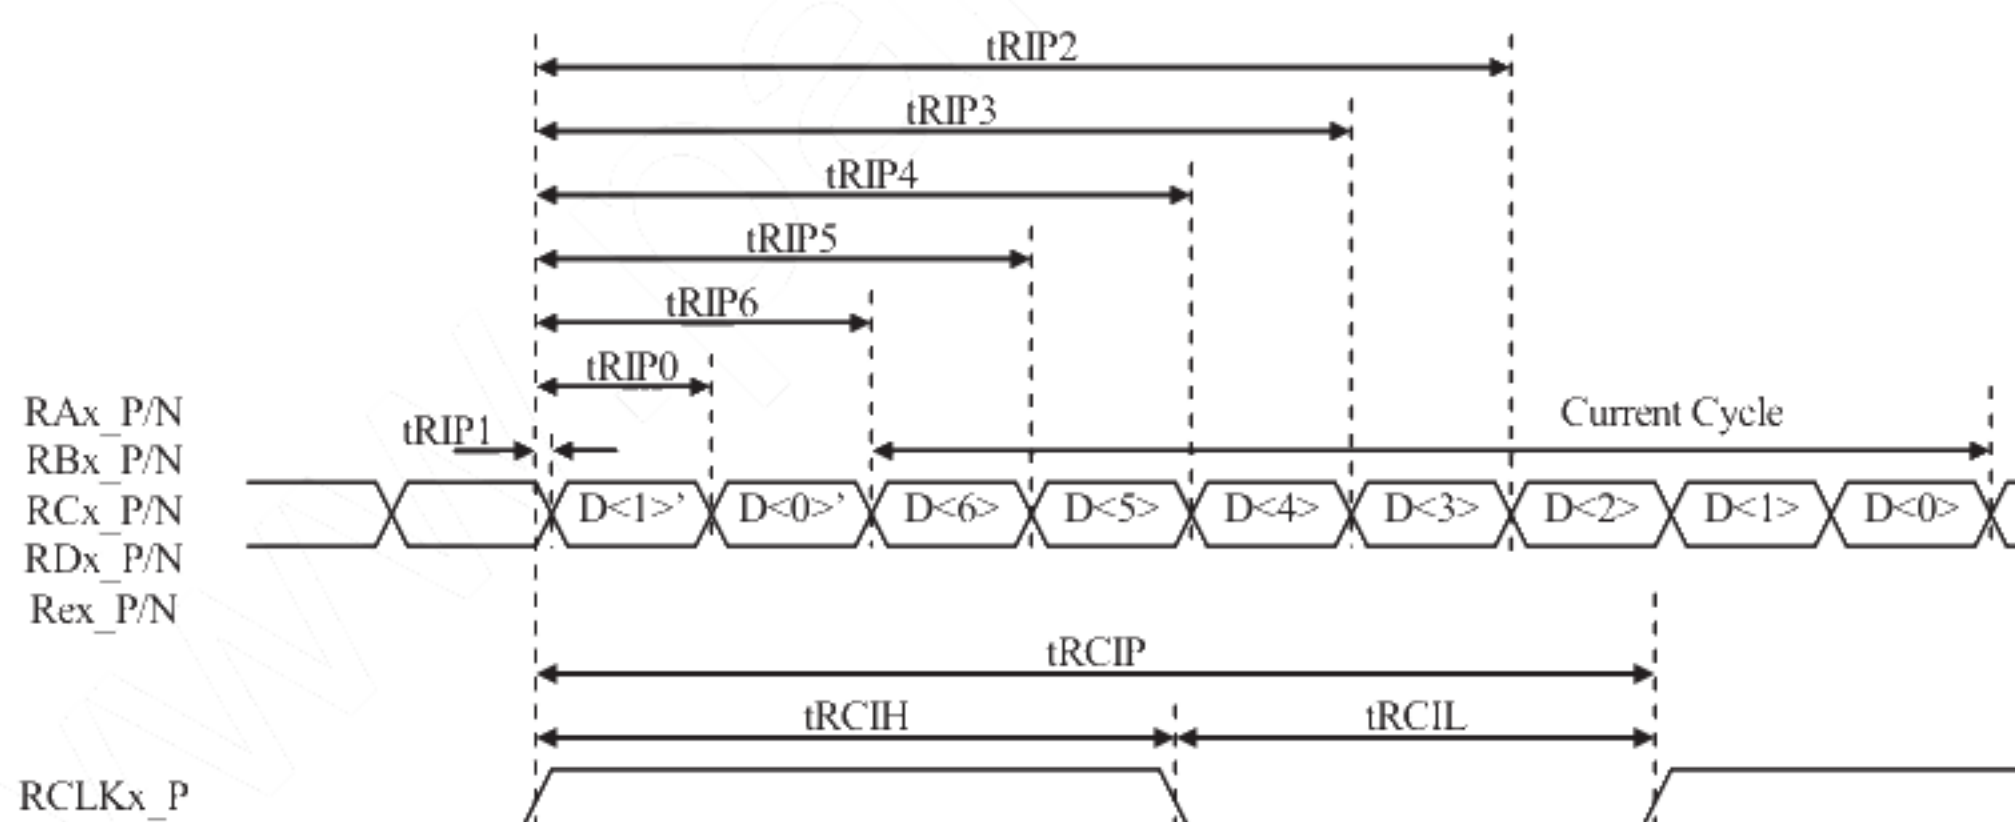 tRIP2
tRIP3
tRIP4
tRIP5
tRIP6
tRIP0
RAx_P/N
Current Cycle
tRIP1
RBx_P/N
RCx_P/N
D<1>’ D<0>’ D<6> D<5> D<4> D<3> D<2> D<1> D<0>
RDx_P/N
Rex_P/N
tRCIP
tRCIH tRCIL
RCLKx_P